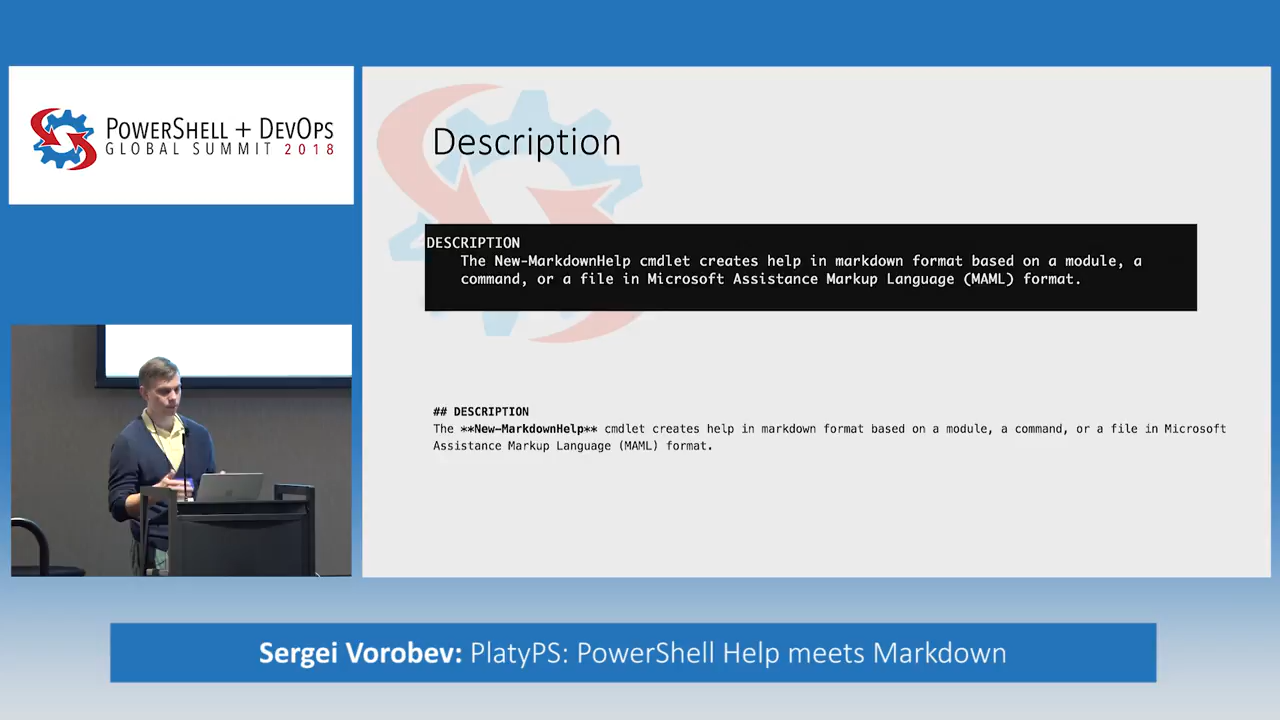 POWERSHELL + DEVOPS
GLOBAL SUMMIT 2018
Description
DESCRIPTION
The New-MarkdownHelp cmdlet creates help in markdown format based on a module, a
command, or a file in Microsoft Assistance Markup Language (MAML) format.
## DESCRIPTION
The **New-MarkdownHelp** cmdlet creates help in markdown format based on a module, a command, or a file in Microsoft
Assistance Markup Language (MAML) format.
Sergei Vorobev: PlatyPS: PowerShell Help meets Markdown